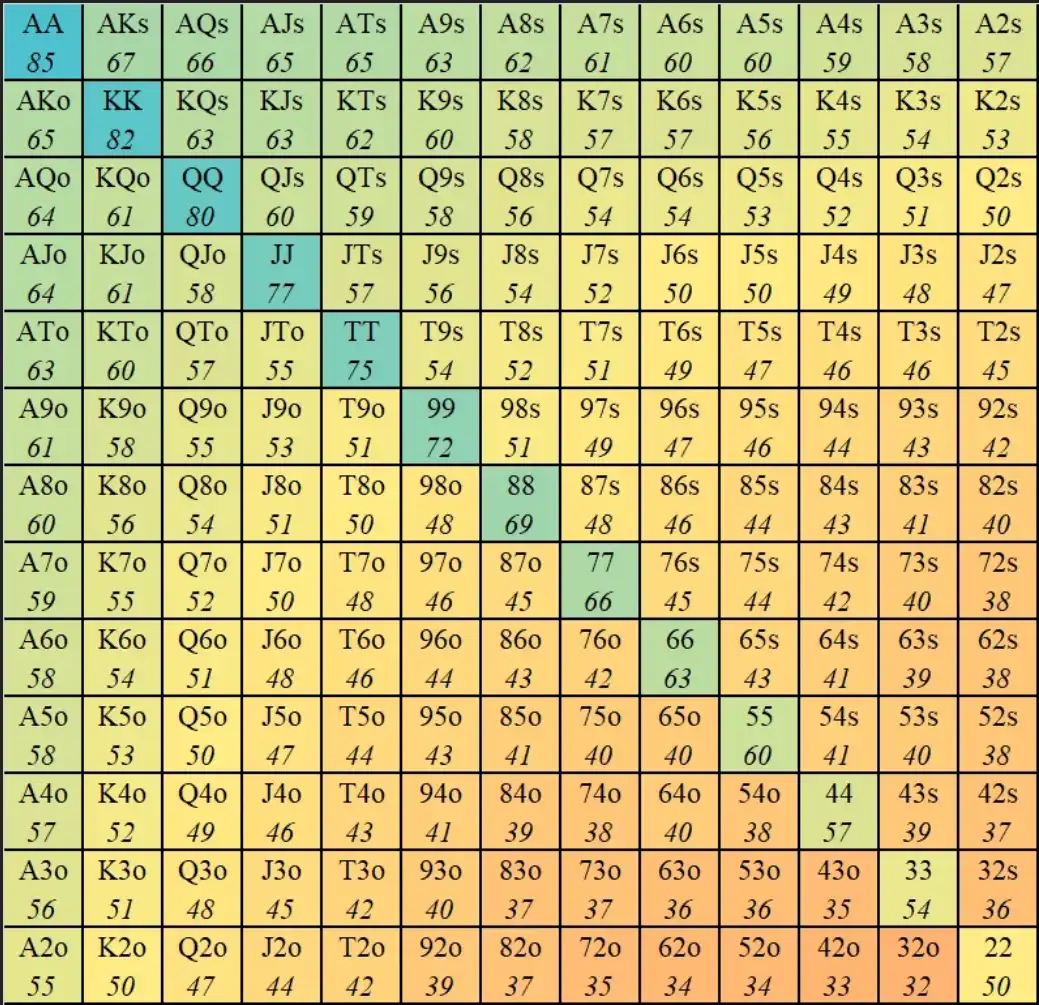 AA AKs AQs AJs ATs A9s A8s A7s A6s A5s A4s A3s A2s
85 67 66 65 65 63 62 61 60 60 59 58 57
AKo KK KQs KJs KTs K9s K8s K7s K6s K5s K4s K3s K2s
65 82 63 63 62 60 58 57 57 56 55 54 53
AQo KQo QQ QJs QTs Q9s Q8s Q7s Q6s Q5s Q4s Q3s Q2s
64 61 80 60 59 58 56 54 54 53 52 51 50
AJo KJo QJo JJ JTs J9s J8s J7s J6s J5s J4s J3s J2s
64 61 58 77 57 56 54 52 50 50 49 48 47
ATo KTo QTo JTo TT T9s T8s T7s T6s T5s T4s T3s T2s
63 60 57 55 75 54 52 51 49 47 46 46 45
A9o K9o Q9o J9o T9o 99 98s 97s 96s 95s 94s 93s 92s
61 58 55 53 51 72 51 49 47 46 44 43 42
A8o K8o Q8o J8o T8o 98o 88 87s 86s 85s 84s 83s 82s
60 56 54 51 50 48 69 48 46 44 43 41 40
A7o K7o Q7o J7o T7o 97o 87o 77 76s 75s 74s 73s 72s
59 55 52 50 48 46 45 66 45 44 42 40 38
A6o K6o Q6o J6o T6o 96o 86o 76o 66 65s 64s 63s 62s
58 54 51 48 46 44 43 42 63 43 41 39 38
A5o K5o Q5o J5o T5o 95o 85o 75o 65o 55 54s 53s 52s
58 53 50 47 44 43 41 40 40 60 41 40 38
A4o K4o Q4o J4o T4o 94o 84o 74o 64o 54o 44 43s 42s
57 52 49 46 43 41 39 38 40 38 57 39 37
A3o K3o Q3o J3o T3o 93o 83o 73o 63o 53o 43o 33 32s
56 51 48 45 42 40 37 37 36 36 35 54 36
A2o K2o Q2o J2o T2o 92o 82o 72o 62o 52o 42o 32o 22
55 50 47 44 42 39 37 35 34 34 33 32 50